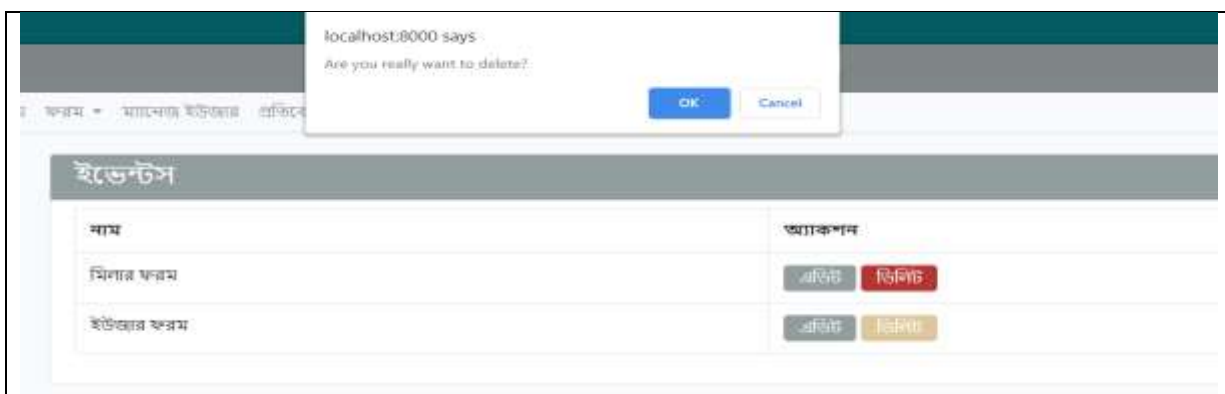 localhost:8000 says
Are you really want to delete?
OK Cancel
ফরম ম্যানেজ ইউজার
ইভেন্টস
নাম অ্যাকশন
মিলার ফরম এডিট ডিলিট
ইউজার ফরম এডিট ডিলিট